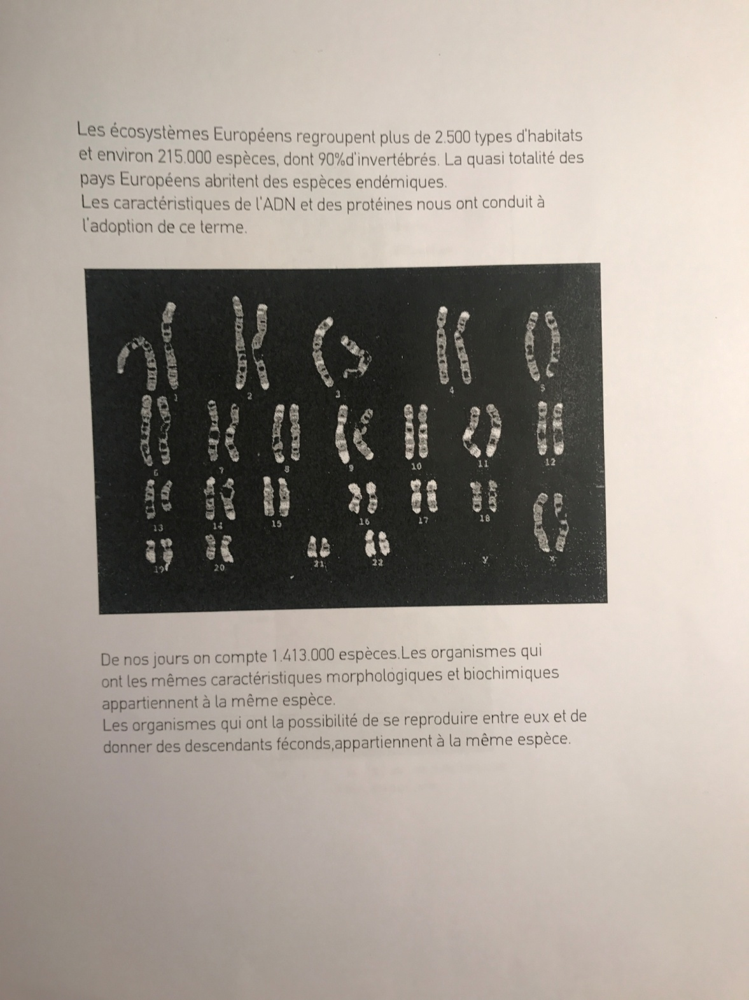 Les écosystèmes Européens regroupent plus de 2.500 types d'habitats
et environ 215.000 espèces, dont 90%d'invertébrés. La quasi totalité des
pays Européens abritent des espèces endémiques.
Les caractéristiques de l'ADN et des protéines nous ont conduit à
l'adoption de ce terme.
1 2 3 4 5
6 7 8 9 10 11 12
13 14 15 16 17 18
19 20 21 22 y x
De nos jours on compte 1.413.000 espèces.Les organismes qui
ont les mêmes caractéristiques morphologiques et biochimiques
appartiennent à la même espèce.
Les organismes qui ont la possibilité de se reproduire entre eux et de
donner des descendants féconds,appartiennent à la même espèce.